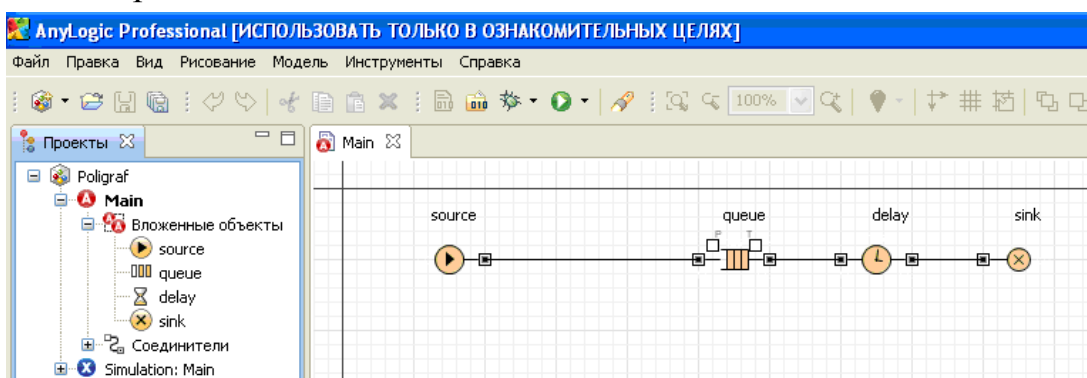 AnyLogic Professional [ИСПОЛЬЗОВАТЬ ТОЛЬКО В ОЗНАКОМИТЕЛЬНЫХ ЦЕЛЯХ]
Файл Правка Вид Рисование Модель Инструменты Справка
100%
Проекты
Main
Poligraf
Main
Вложенные объекты
source
queue
delay
sink
Соединители
Simulation: Main
source queue delay sink
P T